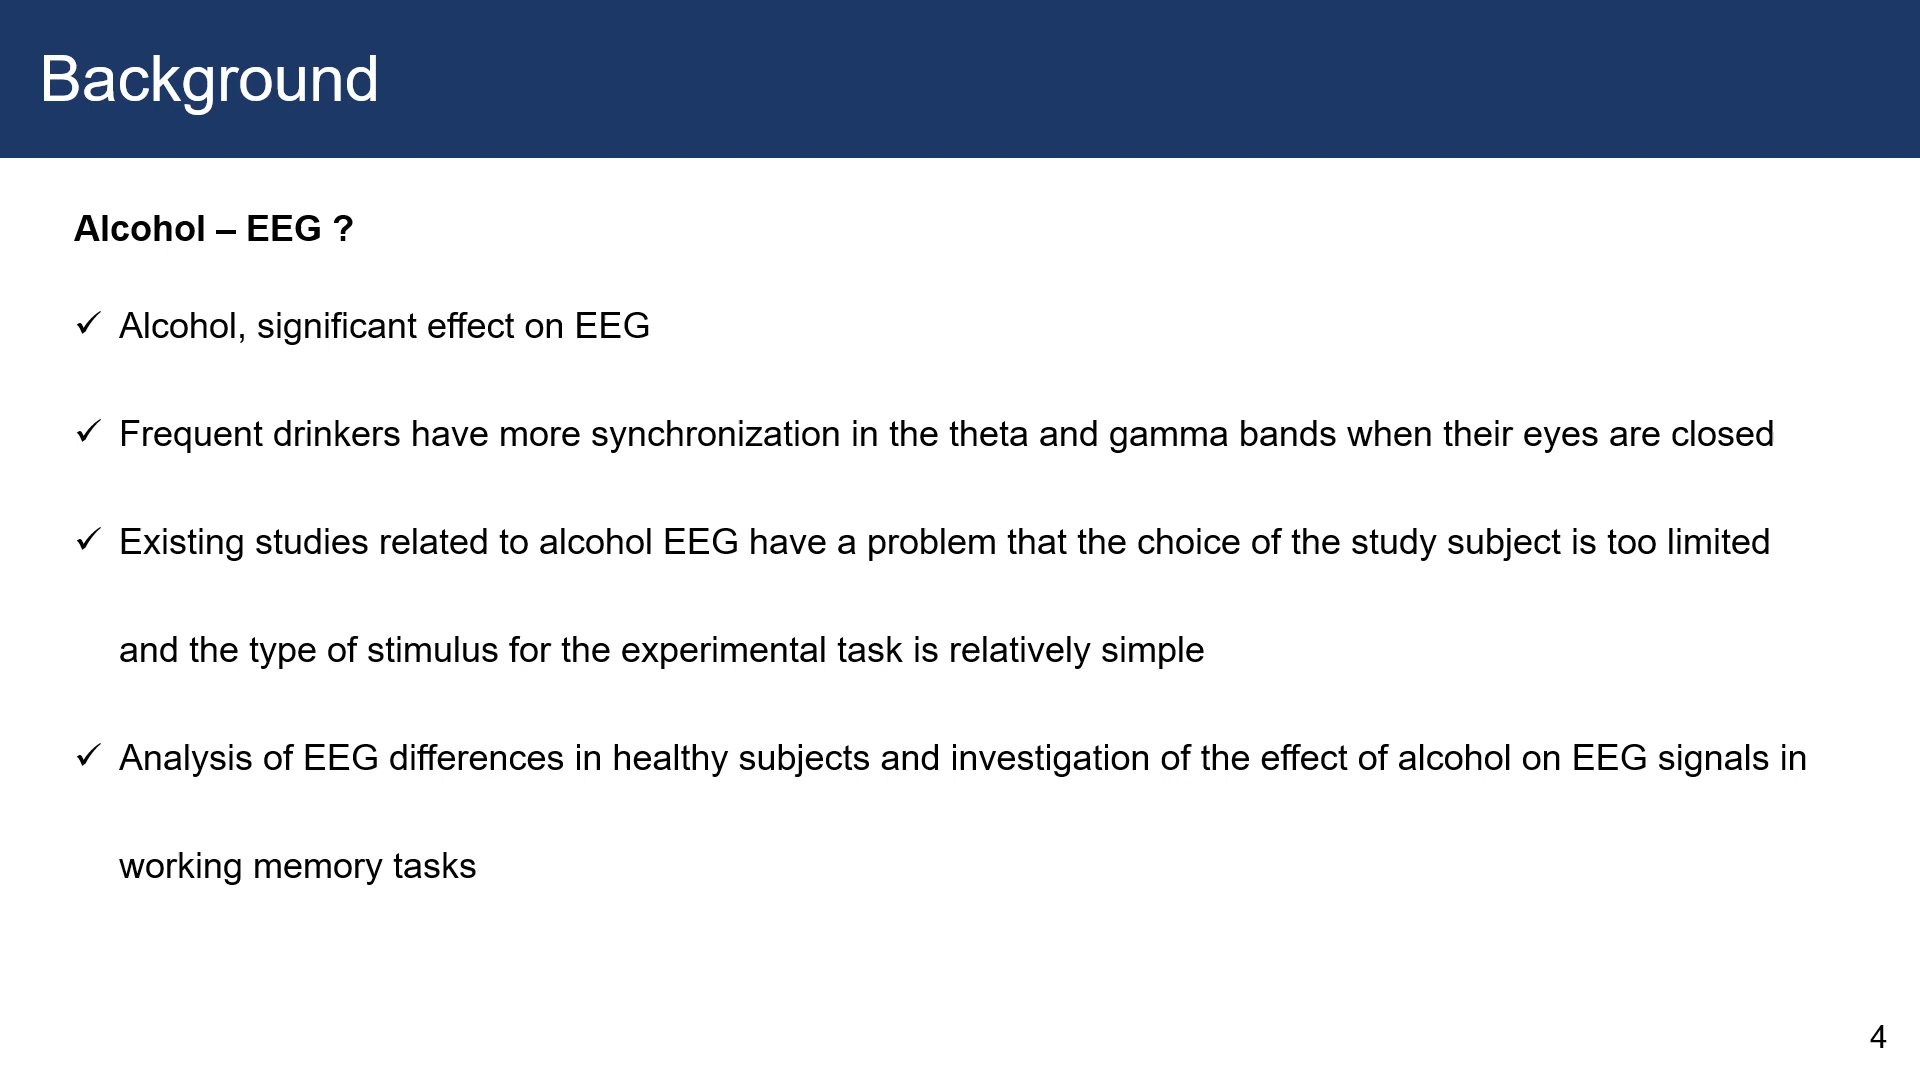 Background
Alcohol – EEG ?
✓ Alcohol, significant effect on EEG
✓ Frequent drinkers have more synchronization in the theta and gamma bands when their eyes are closed
✓ Existing studies related to alcohol EEG have a problem that the choice of the study subject is too limited
and the type of stimulus for the experimental task is relatively simple
✓ Analysis of EEG differences in healthy subjects and investigation of the effect of alcohol on EEG signals in
working memory tasks
4